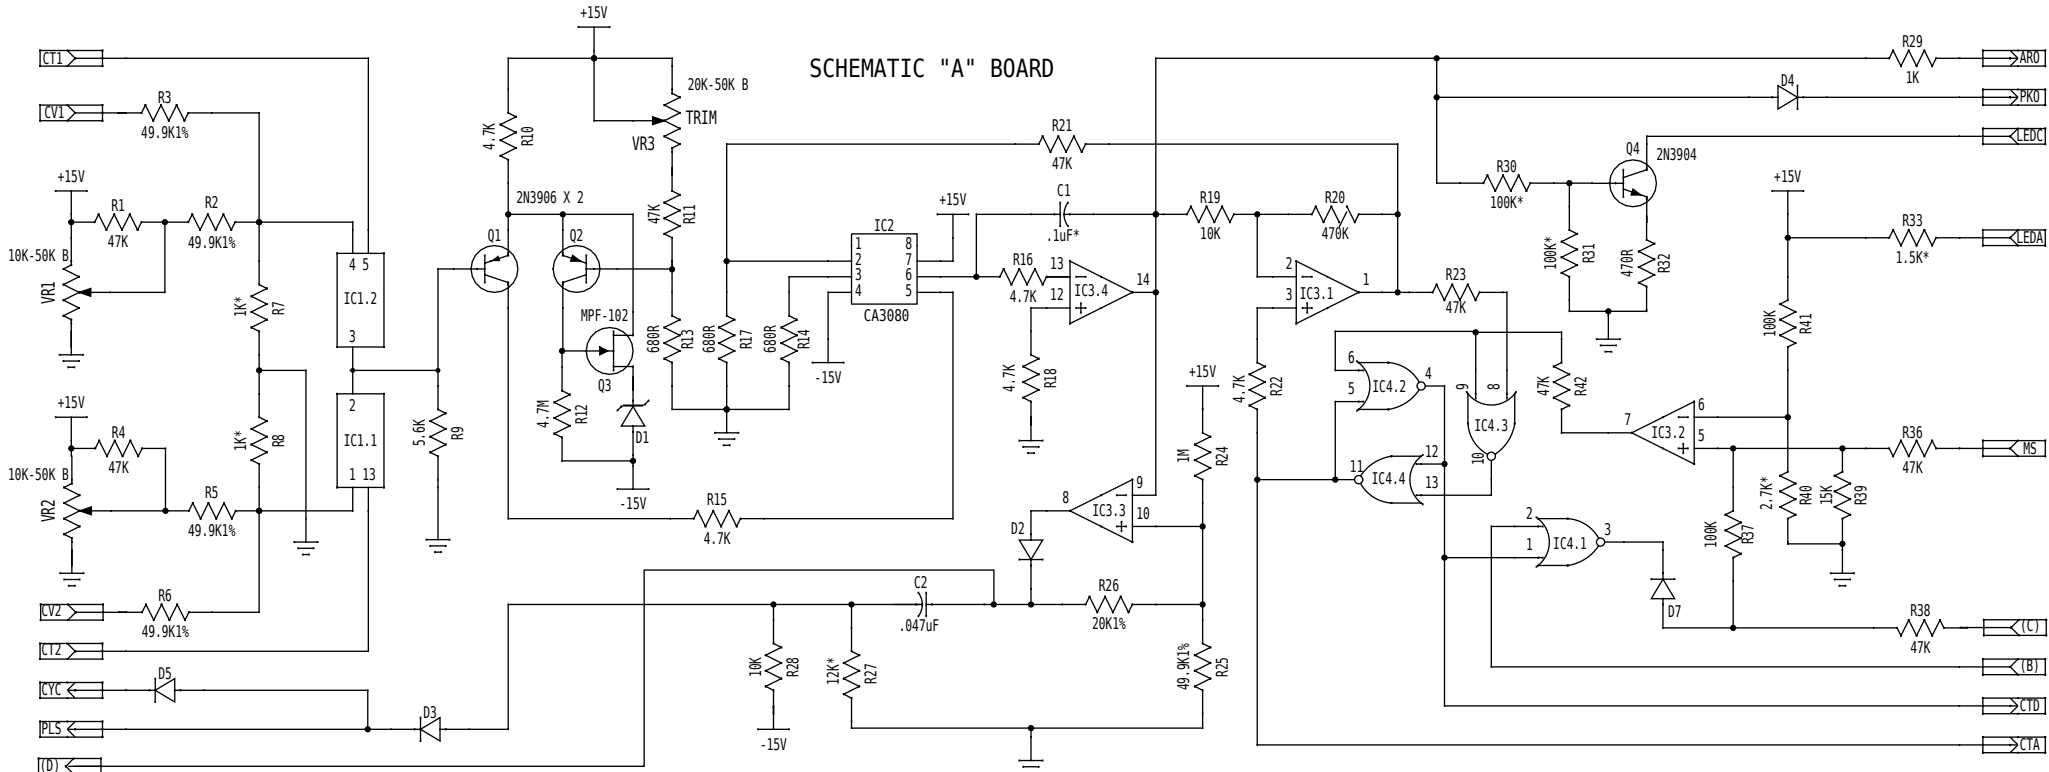 SCHEMATIC "A" BOARD
CT1
CV1
R3
49.9K1%
+15V
R1
47K
R2
49.9K1%
10K-50K B
VR1
1K*
R7
4 5
IC1.2
3
+15V
R4
47K
10K-50K B
VR2
R5
49.9K1%
1K*
R8
2
IC1.1
1 13
5.6K
R9
CV2
R6
49.9K1%
CT2
CYC
D5
PLS
D3
(D)
+15V
4.7K
R10
20K-50K B
TRIM
VR3
47K
R11
2N3906 X 2
Q1
Q2
MPF-102
Q3
4.7M
R12
D1
-15V
680R
R13
680R
R17
680R
R14
R15
4.7K
R21
47K
IC2
1
2
3
4
8
7
6
5
CA3080
+15V
-15V
C1
.1uF*
R16
4.7K
13
12
IC3.4
14
4.7K
R18
R19
10K
R20
470K
2
3
IC3.1
1
R23
47K
4.7K
R22
+15V
1M
R24
8
IC3.3
9
10
D2
C2
.047uF
R26
20K1%
10K
R28
-15V
12K*
R27
49.9K1%
R25
6
5
IC4.2
4
9
8
IC4.3
10
11
IC4.4
12
13
47K
R42
7
IC3.2
6
5
2
1
IC4.1
3
D7
R29
1K
ARO
D4
PKO
LEDC
Q4
2N3904
R30
100K*
100K*
R31
470R
R32
+15V
R33
1.5K*
LEDA
100K
R41
R36
47K
MS
100K
R37
2.7K*
R40
15K
R39
R38
47K
(C)
(B)
CTD
CTA